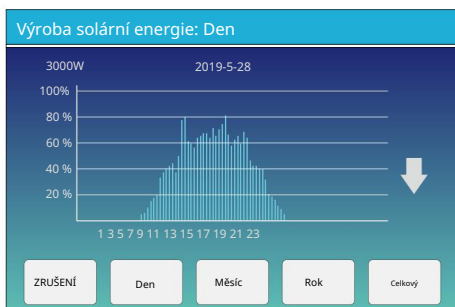 Výroba solární energie: Den
3000W 2019-5-28
100%
80 %
60 %
40 %
20 %
1 3 5 7 9 11 13 15 17 19 21 23
ZRUŠENÍ Den Měsíc Rok Celkový